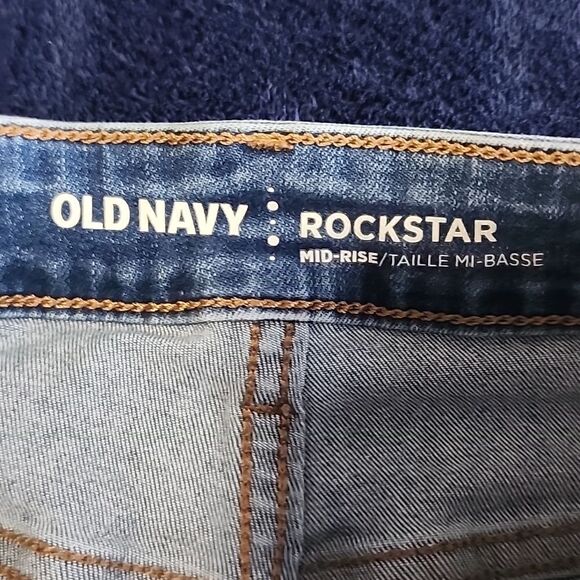 OLD NAVY
ROCKSTAR
MID-RISE/TAILLE MI-BASSE